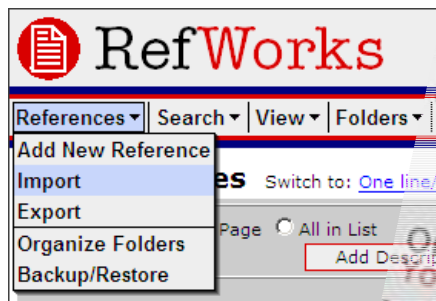 RefWorks
References Search View Folders
Add New Reference
Import
es Switch to: One line/
Export
Page All in List
Organize Folders
Add Descrip
Backup/Restore